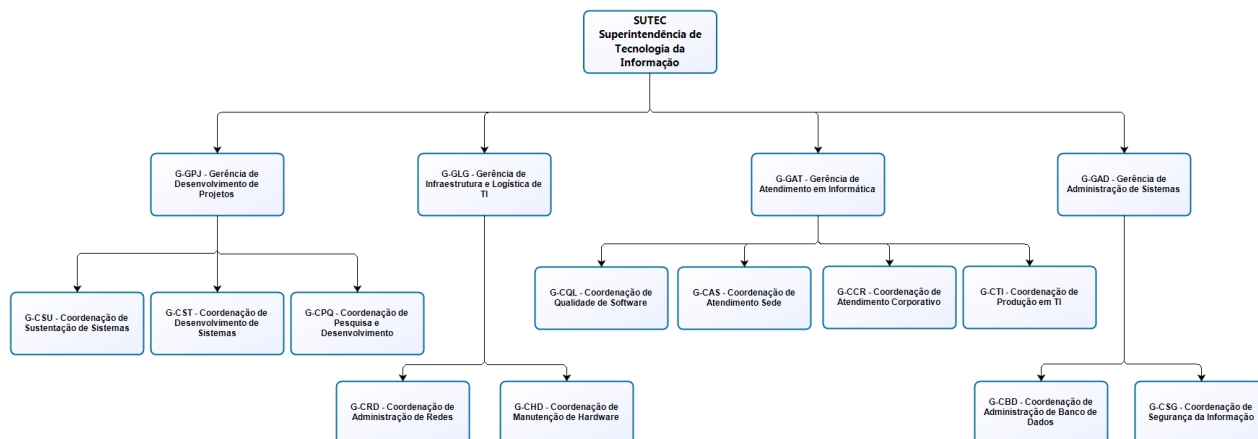 SUTEC
Superintendência de
Tecnologia da
Informação
G-GPJ - Gerência de
Desenvolvimento de
Projetos
G-GLG - Gerência de
Infraestrutura e Logística de
TI
G-GAT - Gerência de
Atendimento em Informática
G-GAD - Gerência de
Administração de Sistemas
G-CSU - Coordenação de
Sustentação de Sistemas
G-CST - Coordenação de
Desenvolvimento de
Sistemas
G-CPQ - Coordenação de
Pesquisa e
Desenvolvimento
G-CQL - Coordenação de
Qualidade de Software
G-CAS - Coordenação de
Atendimento Sede
G-CCR - Coordenação de
Atendimento Corporativo
G-CTI - Coordenação de
Produção em TI
G-CRD - Coordenação de
Administração de Redes
G-CHD - Coordenação de
Manutenção de Hardware
G-CBD - Coordenação de
Administração de Banco de
Dados
G-CSG - Coordenação de
Segurança da Informação